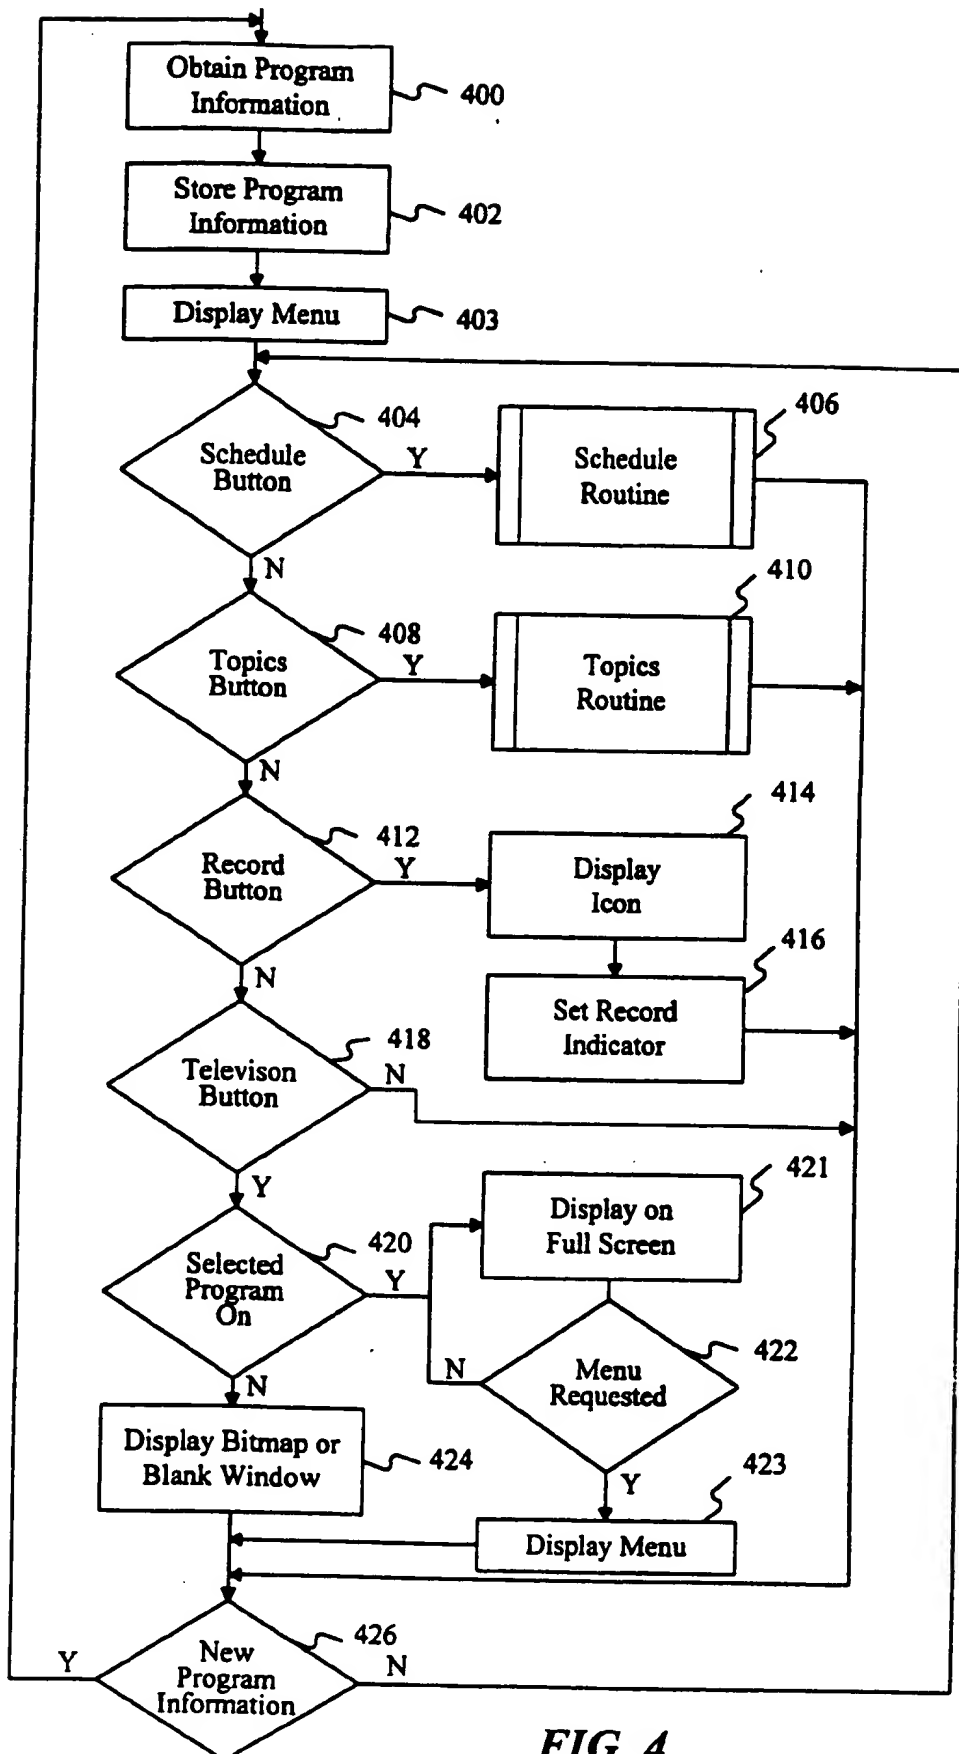 Obtain Program
Information
400
Store Program
Information
402
Display Menu
403
404
Schedule
Button
Y
N
Schedule
Routine
406
408
Topics
Button
Y
N
Topics
Routine
410
412
Record
Button
Y
N
Display
Icon
414
Set Record
Indicator
416
418
Televison
Button
N
Y
420
Selected
Program
On
Y
N
Display on
Full Screen
421
Menu
Requested
422
N
Y
Display Bitmap or
Blank Window
424
Display Menu
423
New
Program
Information
426
Y
N
FIG. 4